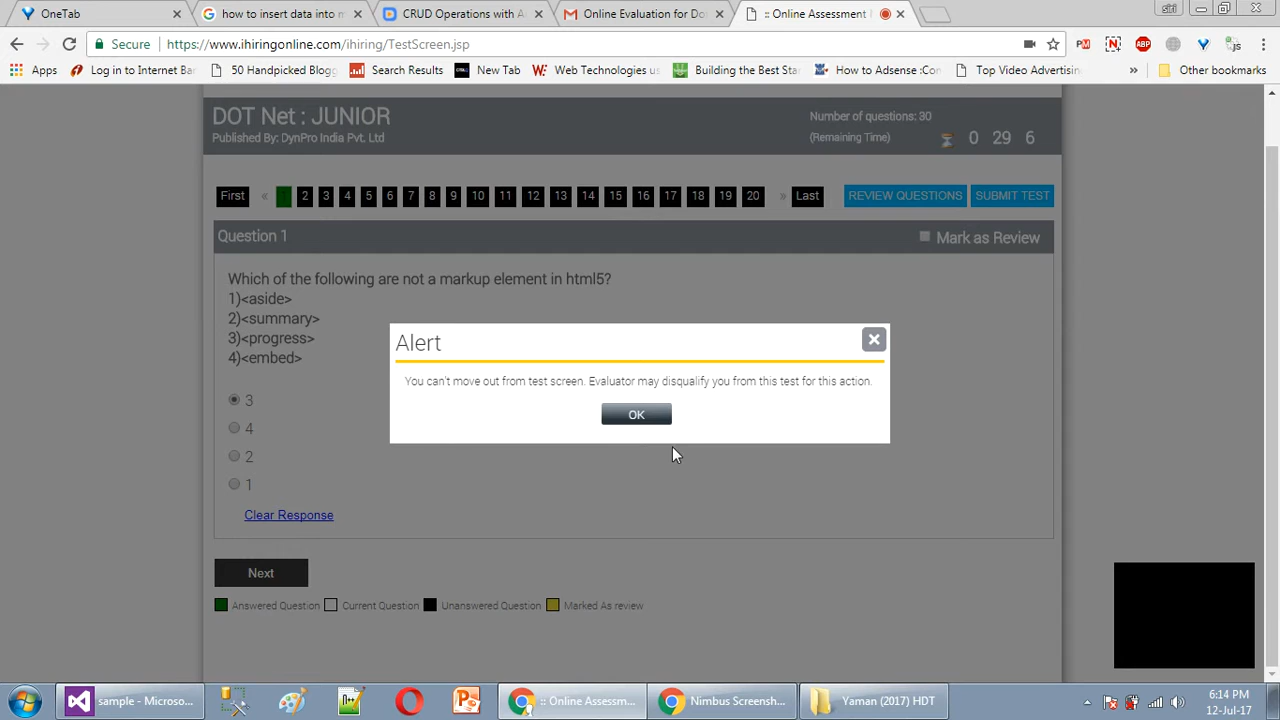 OneTab
how to insert data into m
CRUD Operations with A
Online Evaluation for Do
:: Online Assessment
siti
Secure
https://www.ihiringonline.com/ihiring/TestScreen.jsp
Apps
Log in to Internet Ba
50 Handpicked Blog
Search Results
New Tab
Web Technologies us
Building the Best Sta
How to Adsense :Con
Top Video Advertisin
»
Other bookmarks
DOT Net : JUNIOR
Published By: DynPro India Pvt. Ltd
Number of questions: 30
(Remaining Time)
0 29 6
First « 2 3 4 5 6 7 8 9 10 11 12 13 14 15 16 17 18 19 20 » Last
REVIEW QUESTIONS
SUBMIT TEST
Question 1
Mark as Review
Which of the following are not a markup element in html5?
1)<aside>
2)<summary>
3)<progress>
4)<embed>
Alert
You can't move out from test screen. Evaluator may disqualify you from this test for this action.
OK
3
4
2
1
Clear Response
Next
Answered Question
Current Question
Unanswered Question
Marked As review
sample - Microso...
:: Online Assessm...
Nimbus Screensh...
Yaman (2017) HDT
6:14 PM
12-Jul-17